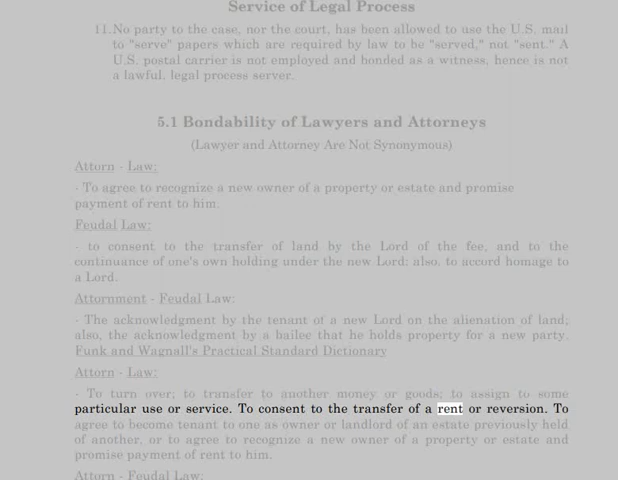 Service of Legal Process
11. No party to the case, nor the court, has been allowed to use the U.S. mail
to "serve" papers which are required by law to be "served," not "sent." A
U.S. postal carrier is not employed and bonded as a witness, hence is not
a lawful, legal process server.
5.1 Bondability of Lawyers and Attorneys
(Lawyer and Attorney Are Not Synonymous)
Attorn - Law:
- To agree to recognize a new owner of a property or estate and promise
payment of rent to him.
Feudal Law:
- to consent to the transfer of land by the Lord of the fee, and to the
continuance of one's own holding under the new Lord; also, to accord homage to
a Lord.
Attornment - Feudal Law:
- The acknowledgment by the tenant of a new Lord on the alienation of land;
also, the acknowledgment by a bailee that he holds property for a new party.
Funk and Wagnall's Practical Standard Dictionary
Attorn - Law:
- To turn over; to transfer to another money or goods; to assign to some
particular use or service. To consent to the transfer of a rent or reversion. To
agree to become tenant to one as owner or landlord of an estate previously held
of another, or to agree to recognize a new owner of a property or estate and
promise payment of rent to him.
Attorn - Feudal Law: